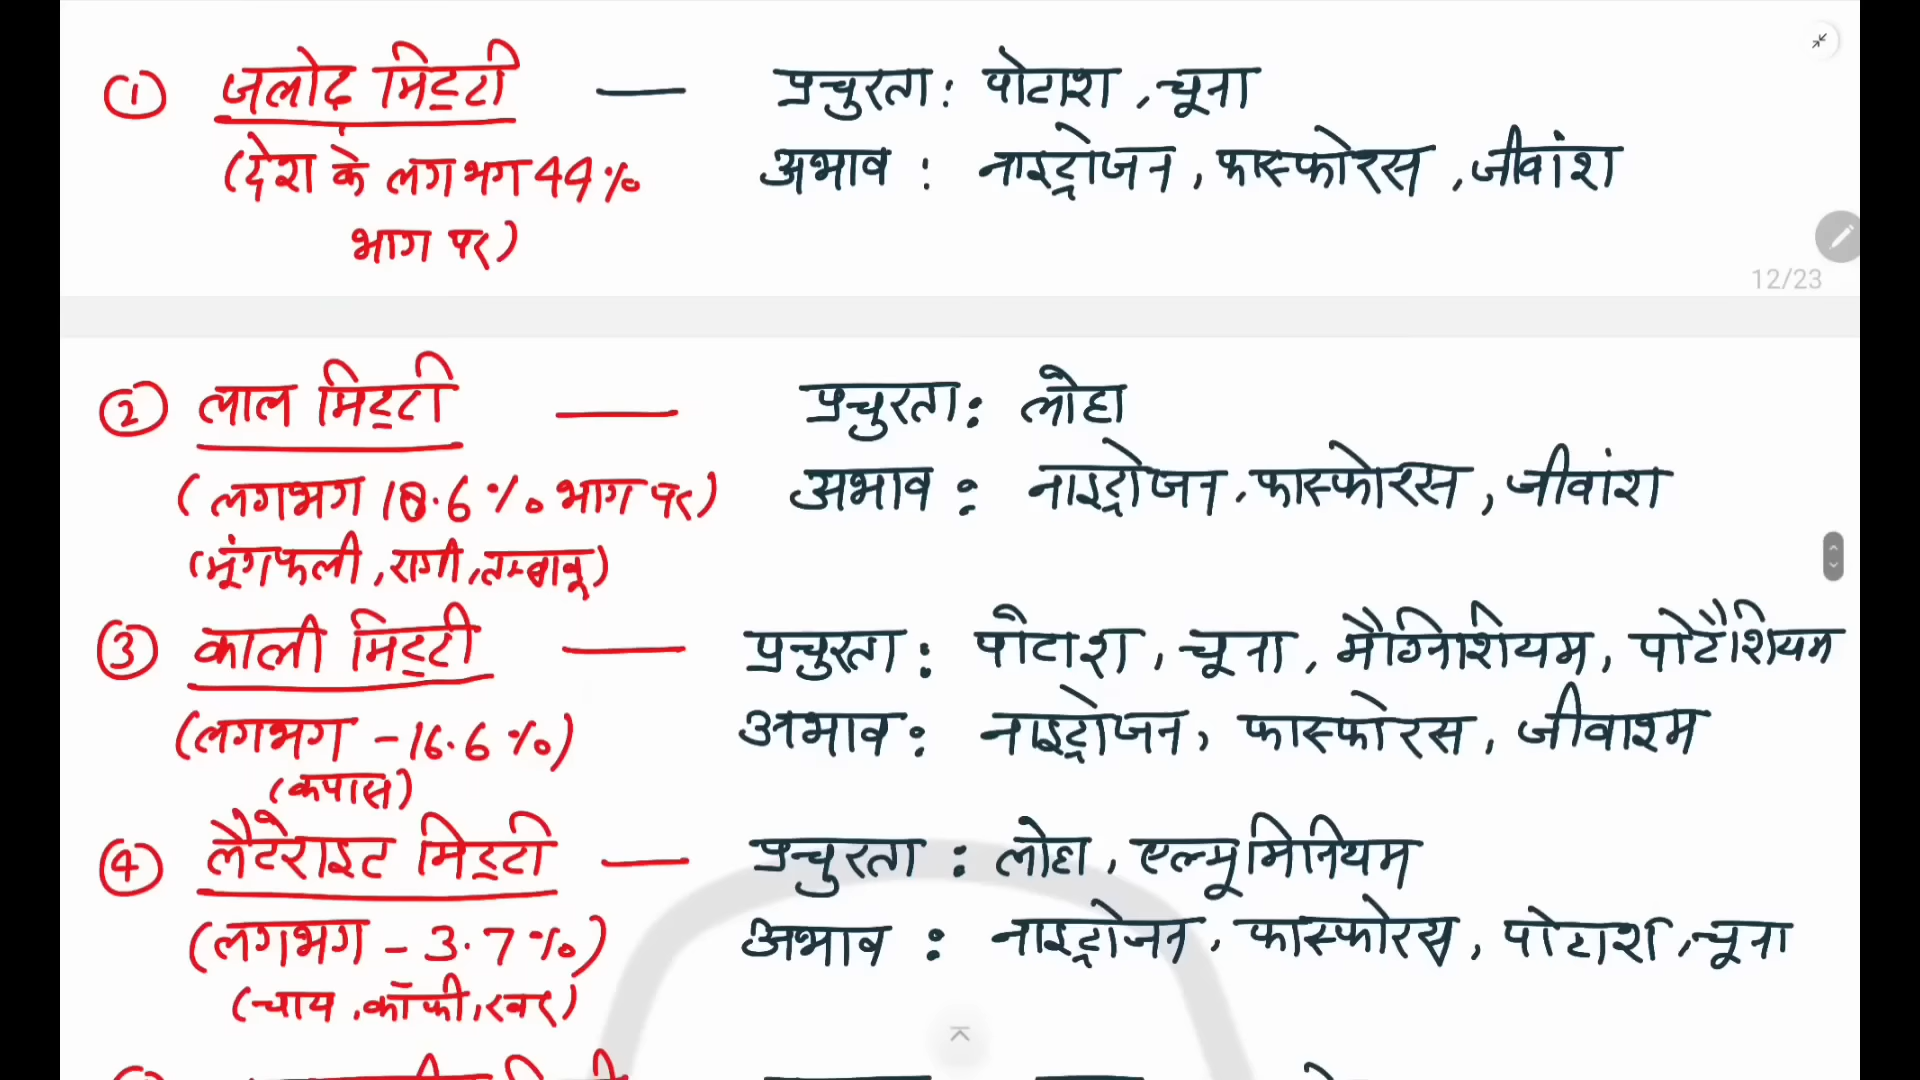 ① जलोढ़ मिट्टी — प्रचुरता : पोटाश, चूना
(देश के लगभग 44% अभाव : नाइट्रोजन, फास्फोरस, जीवांश
भाग पर)
12/23
② लाल मिट्टी — प्रचुरता : लोहा
(लगभग 18.6% भाग पर) अभाव : नाइट्रोजन, फास्फोरस, जीवांश
(मूंगफली, रागी, तम्बाकू)
③ काली मिट्टी — प्रचुरता : पोटाश, चूना, मैग्निशियम, पोटैशियम
(लगभग - 16.6%) अभाव : नाइट्रोजन, फास्फोरस, जीवाश्म
(कपास)
④ लैटेराइट मिट्टी — प्रचुरता : लोहा, एल्मूमिनियम
(लगभग - 3.7%) अभाव : नाइट्रोजन, फास्फोरस, पोटाश, चूना
(चाय, कॉफी, रबर)